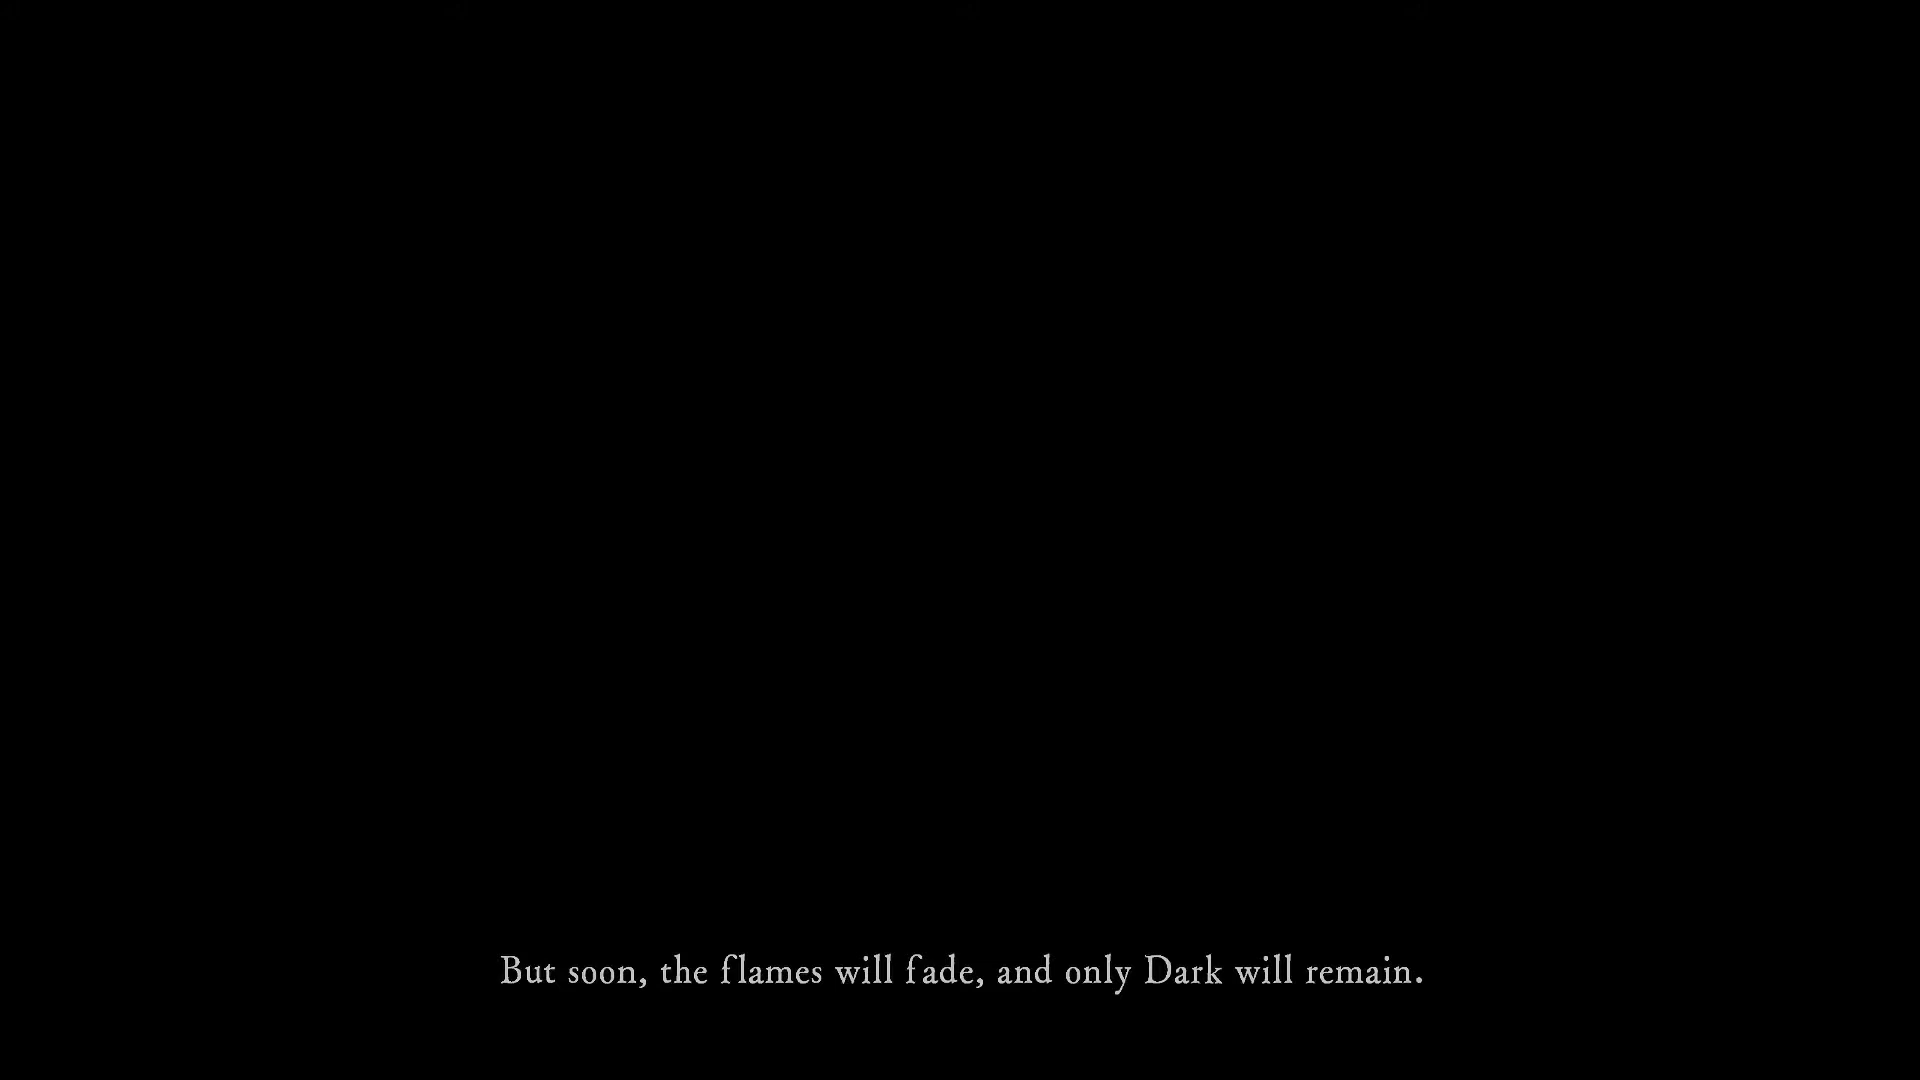 But soon, the flames will fade, and only Dark will remain.